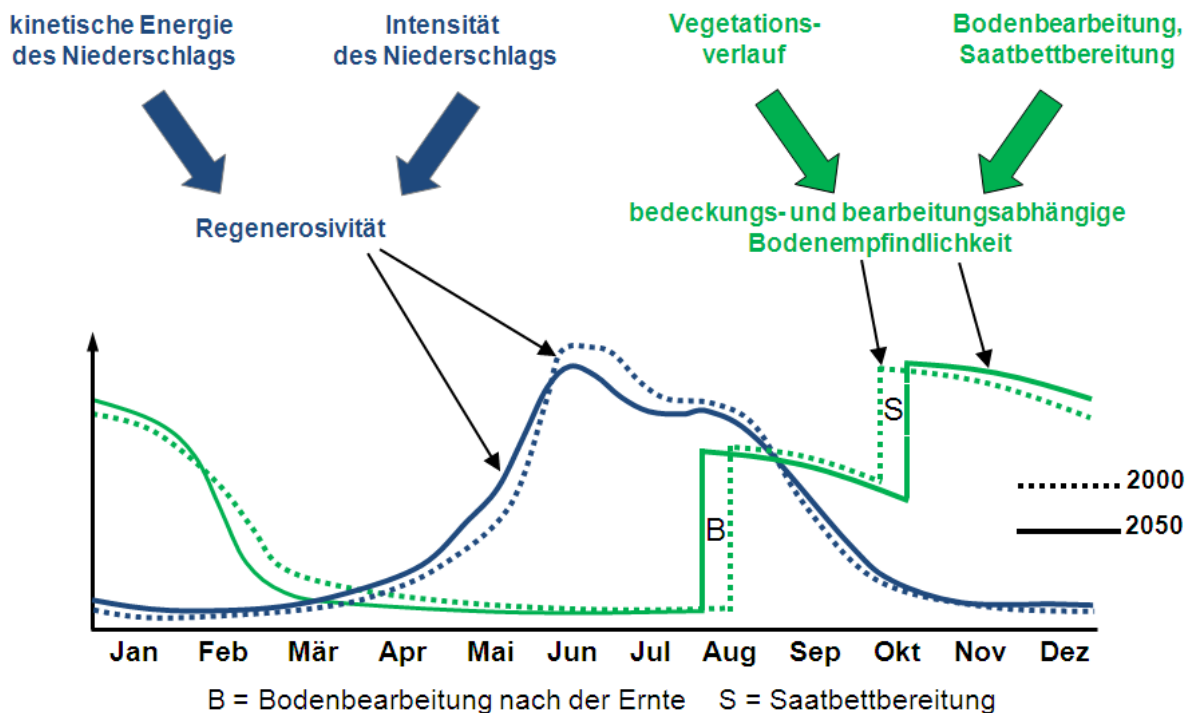 kinetische Energie
des Niederschlags
Intensität
des Niederschlags
Vegetations-
verlauf
Bodenbearbeitung,
Saatbettbereitung
Regenerosivität
bedeckungs- und bearbeitungsabhängige
Bodenempfindlichkeit
S
B
2000
2050
Jan Feb Mär Apr Mai Jun Jul Aug Sep Okt Nov Dez
B = Bodenbearbeitung nach der Ernte S = Saatbettbereitung